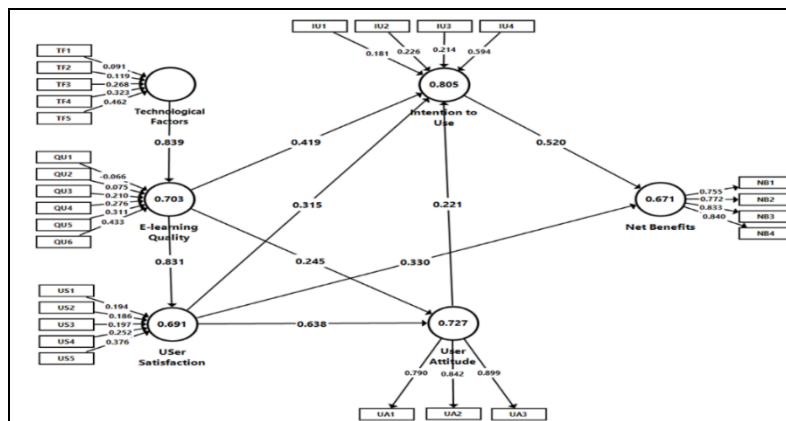 IU1 IU2 IU3 IU4
0.181 0.226 0.214 0.594
0.805
Intention to
Use
TF1
TF2
TF3
TF4
TF5
0.091
0.119
0.268
0.323
0.462
Technological
Factors
0.839
0.419
0.520
QU1
QU2
QU3
QU4
QU5
QU6
-0.066
0.075
0.210
0.276
0.311
0.433
0.703
E-learning
Quality
0.315
0.221
0.671
Net Benefits
0.755
0.772
0.833
0.840
NB1
NB2
NB3
NB4
0.831
0.245
0.330
US1
US2
US3
US4
US5
0.194
0.186
0.197
0.252
0.376
0.691
USer
Satisfaction
0.638
0.727
User
Attitude
0.790 0.842 0.899
UA1 UA2 UA3